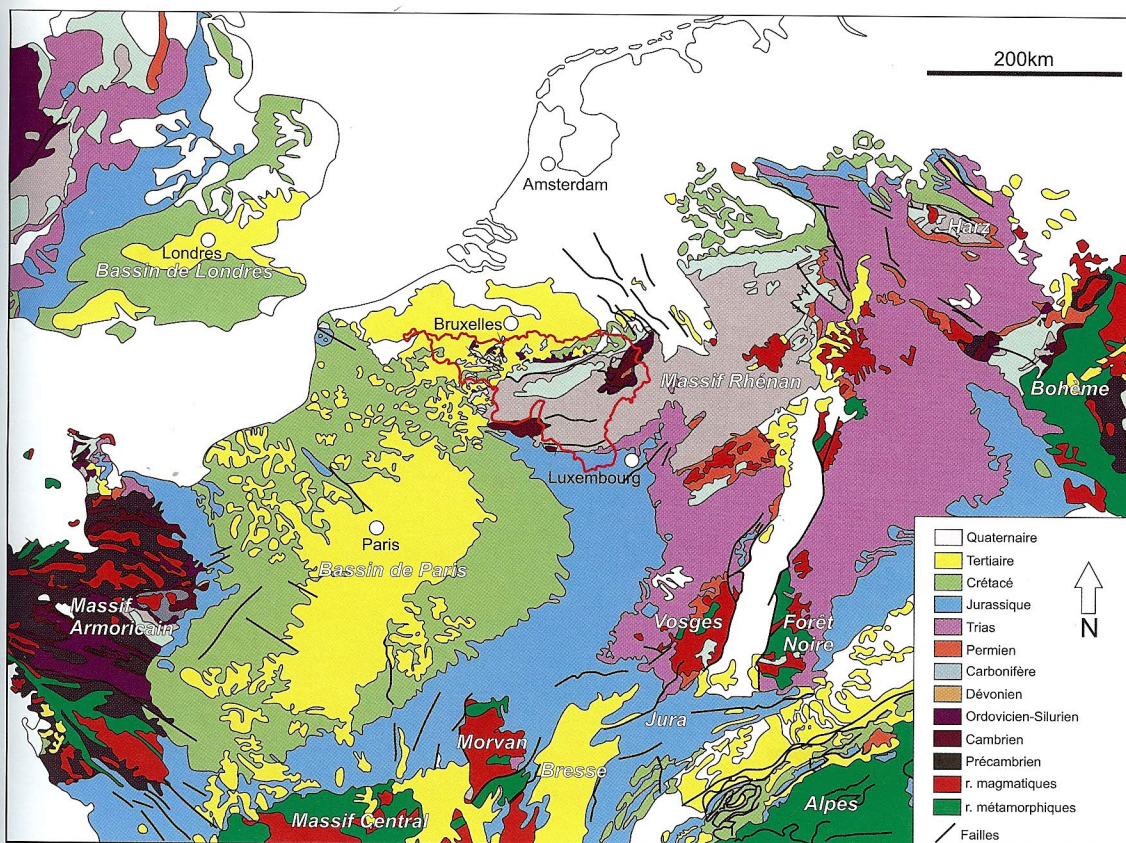 200km
Amsterdam
Harz
Londres
Bassin de Londres
Bruxelles
Massif Rhénan
Bohême
Luxembourg
Paris
Bassin de Paris
Massif
Armoricain
Vosges
Forêt
Noire
Jura
Morvan
Bresse
Massif Central
Alpes
Quaternaire
Tertiaire
Crétacé
Jurassique
Trias
Permien
Carbonifère
Dévonien
Ordovicien-Silurien
Cambrien
Précambrien
r. magmatiques
r. métamorphiques
Failles
N